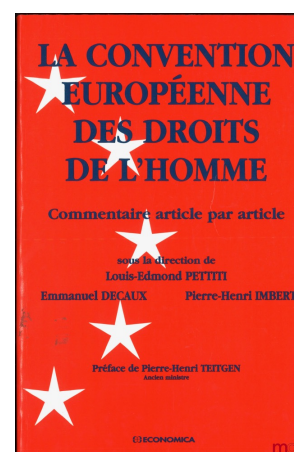 LA CONVENTION
EUROPÉENNE
DES DROITS
DE L'HOMME
Commentaire article par article
sous la direction de
Louis-Edmond PETTITI
Emmanuel DECAUX Pierre-Henri IMBERT
Préface de Pierre-Henri TEITGEN
Ancien ministre
ECONOMICA